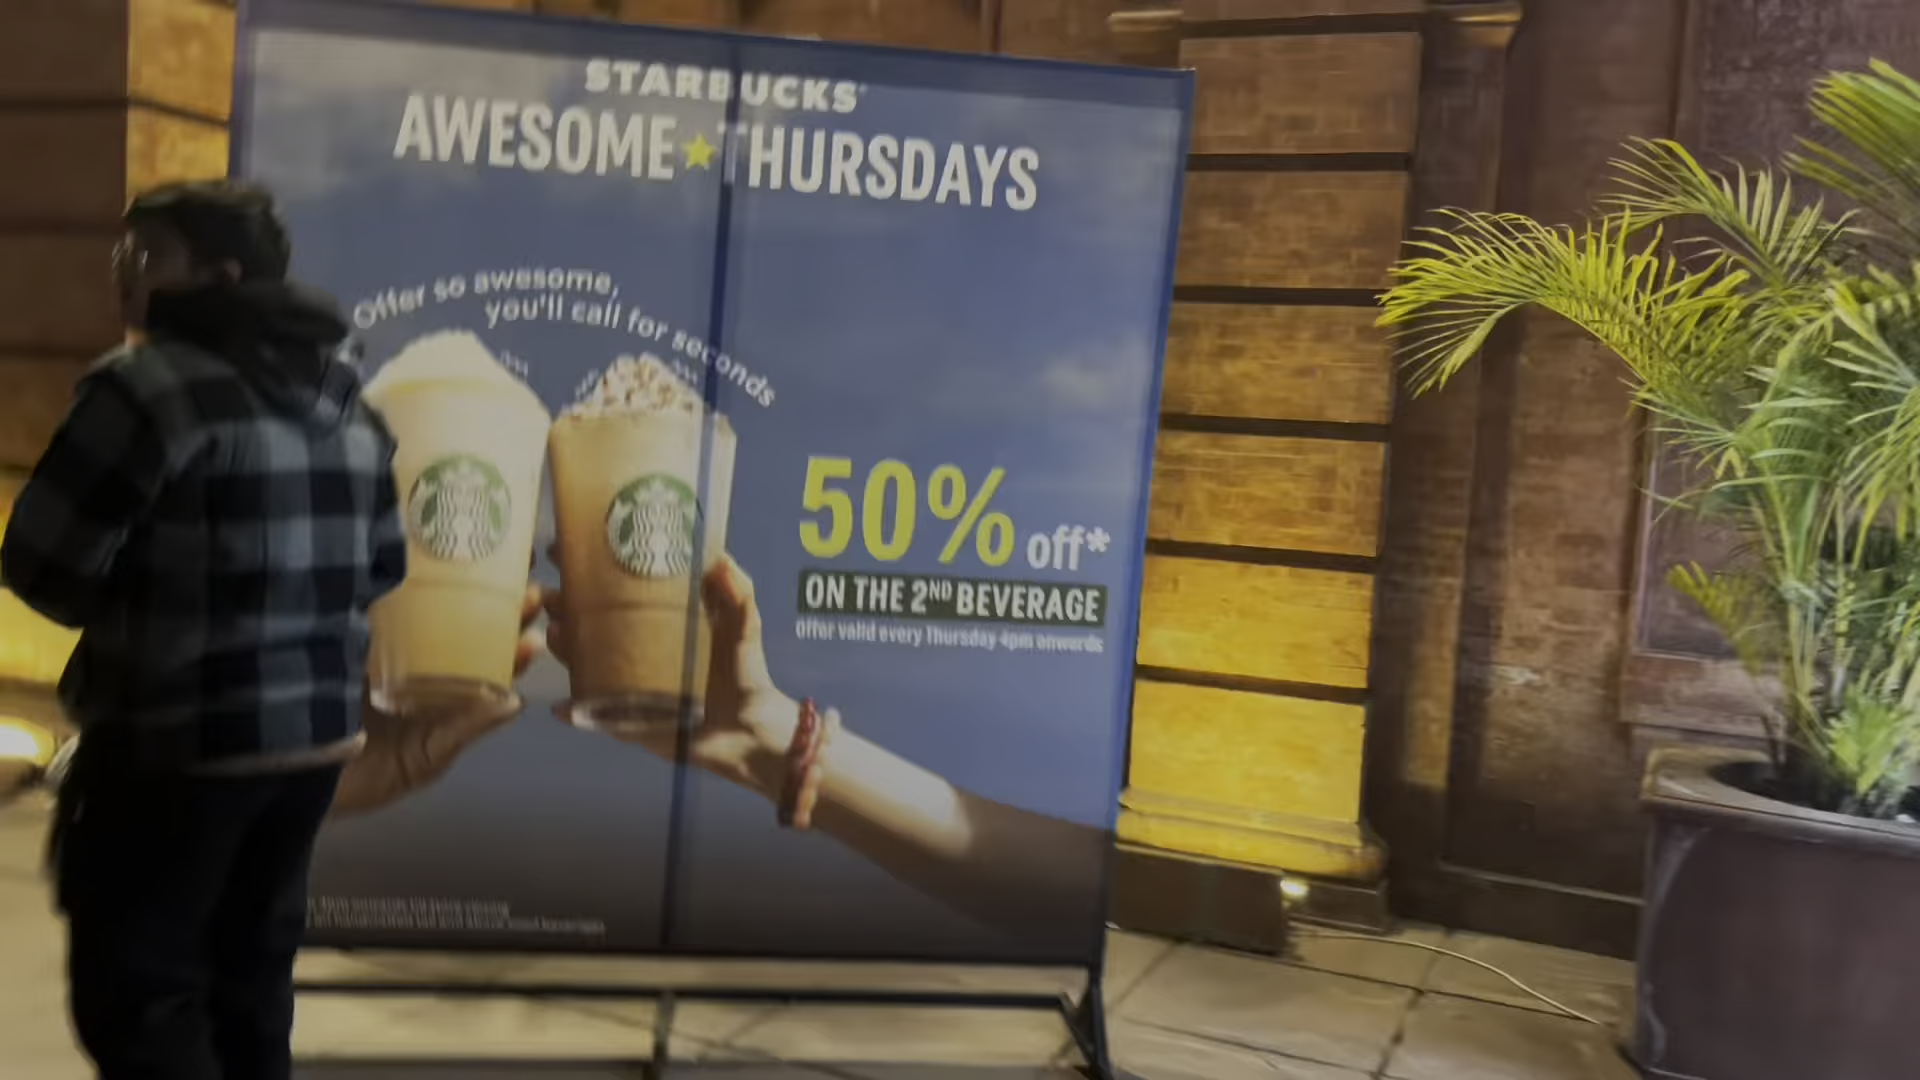 STARBUCKS
AWESOME★THURSDAYS
Offer so awesome,
you'll call for seconds
50% off*
ON THE 2ND BEVERAGE
Offer valid every Thursday 4pm onwards